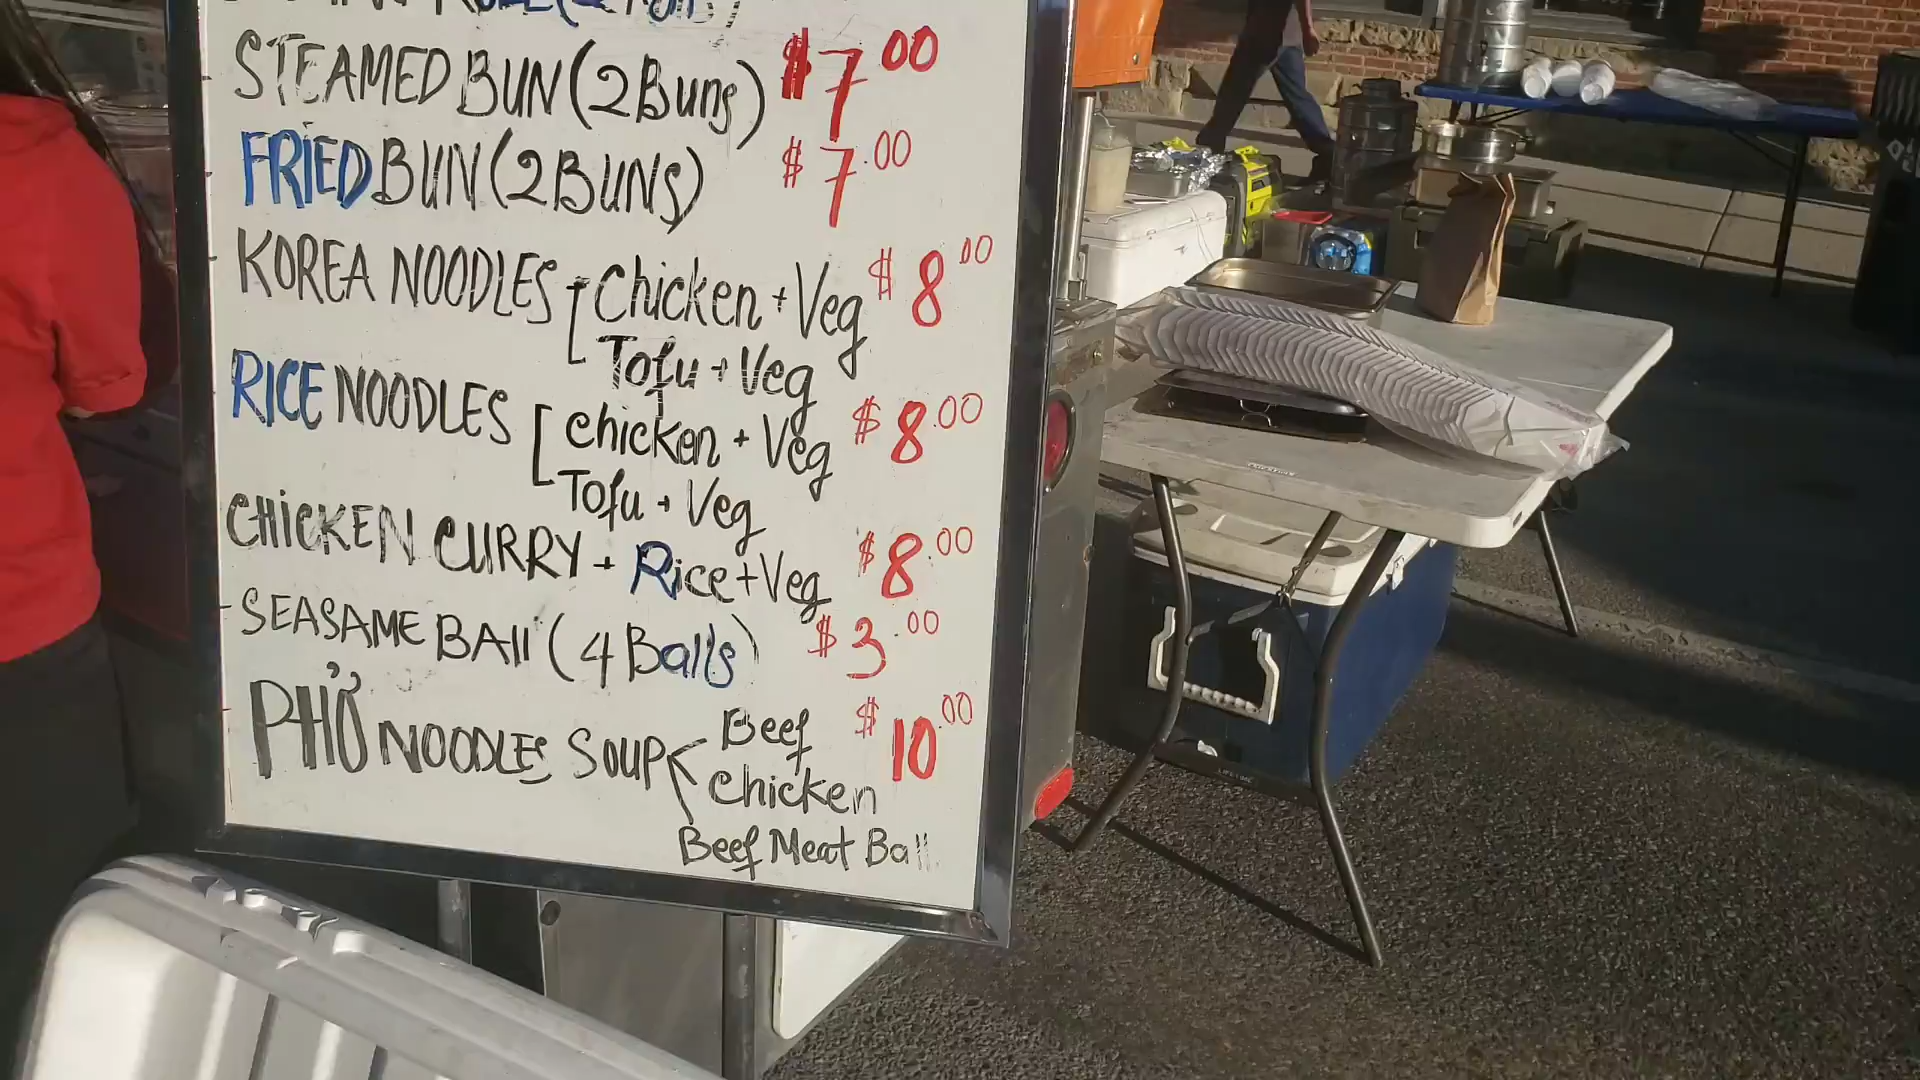 STEAMED BUN (2 Buns) $7.00
FRIED BUN (2 BUNS) $7.00
KOREA NOODLES [Chicken + Veg $8.00
Tofu + Veg
RICE NOODLES [chicken + Veg $8.00
Tofu + Veg
CHICKEN CURRY + Rice + Veg $8.00
SEASAME BAll (4 Balls) $3.00
PHỞ NOODLES SOUP < Beef $10.00
chicken
Beef Meat Ball
LIFETIME